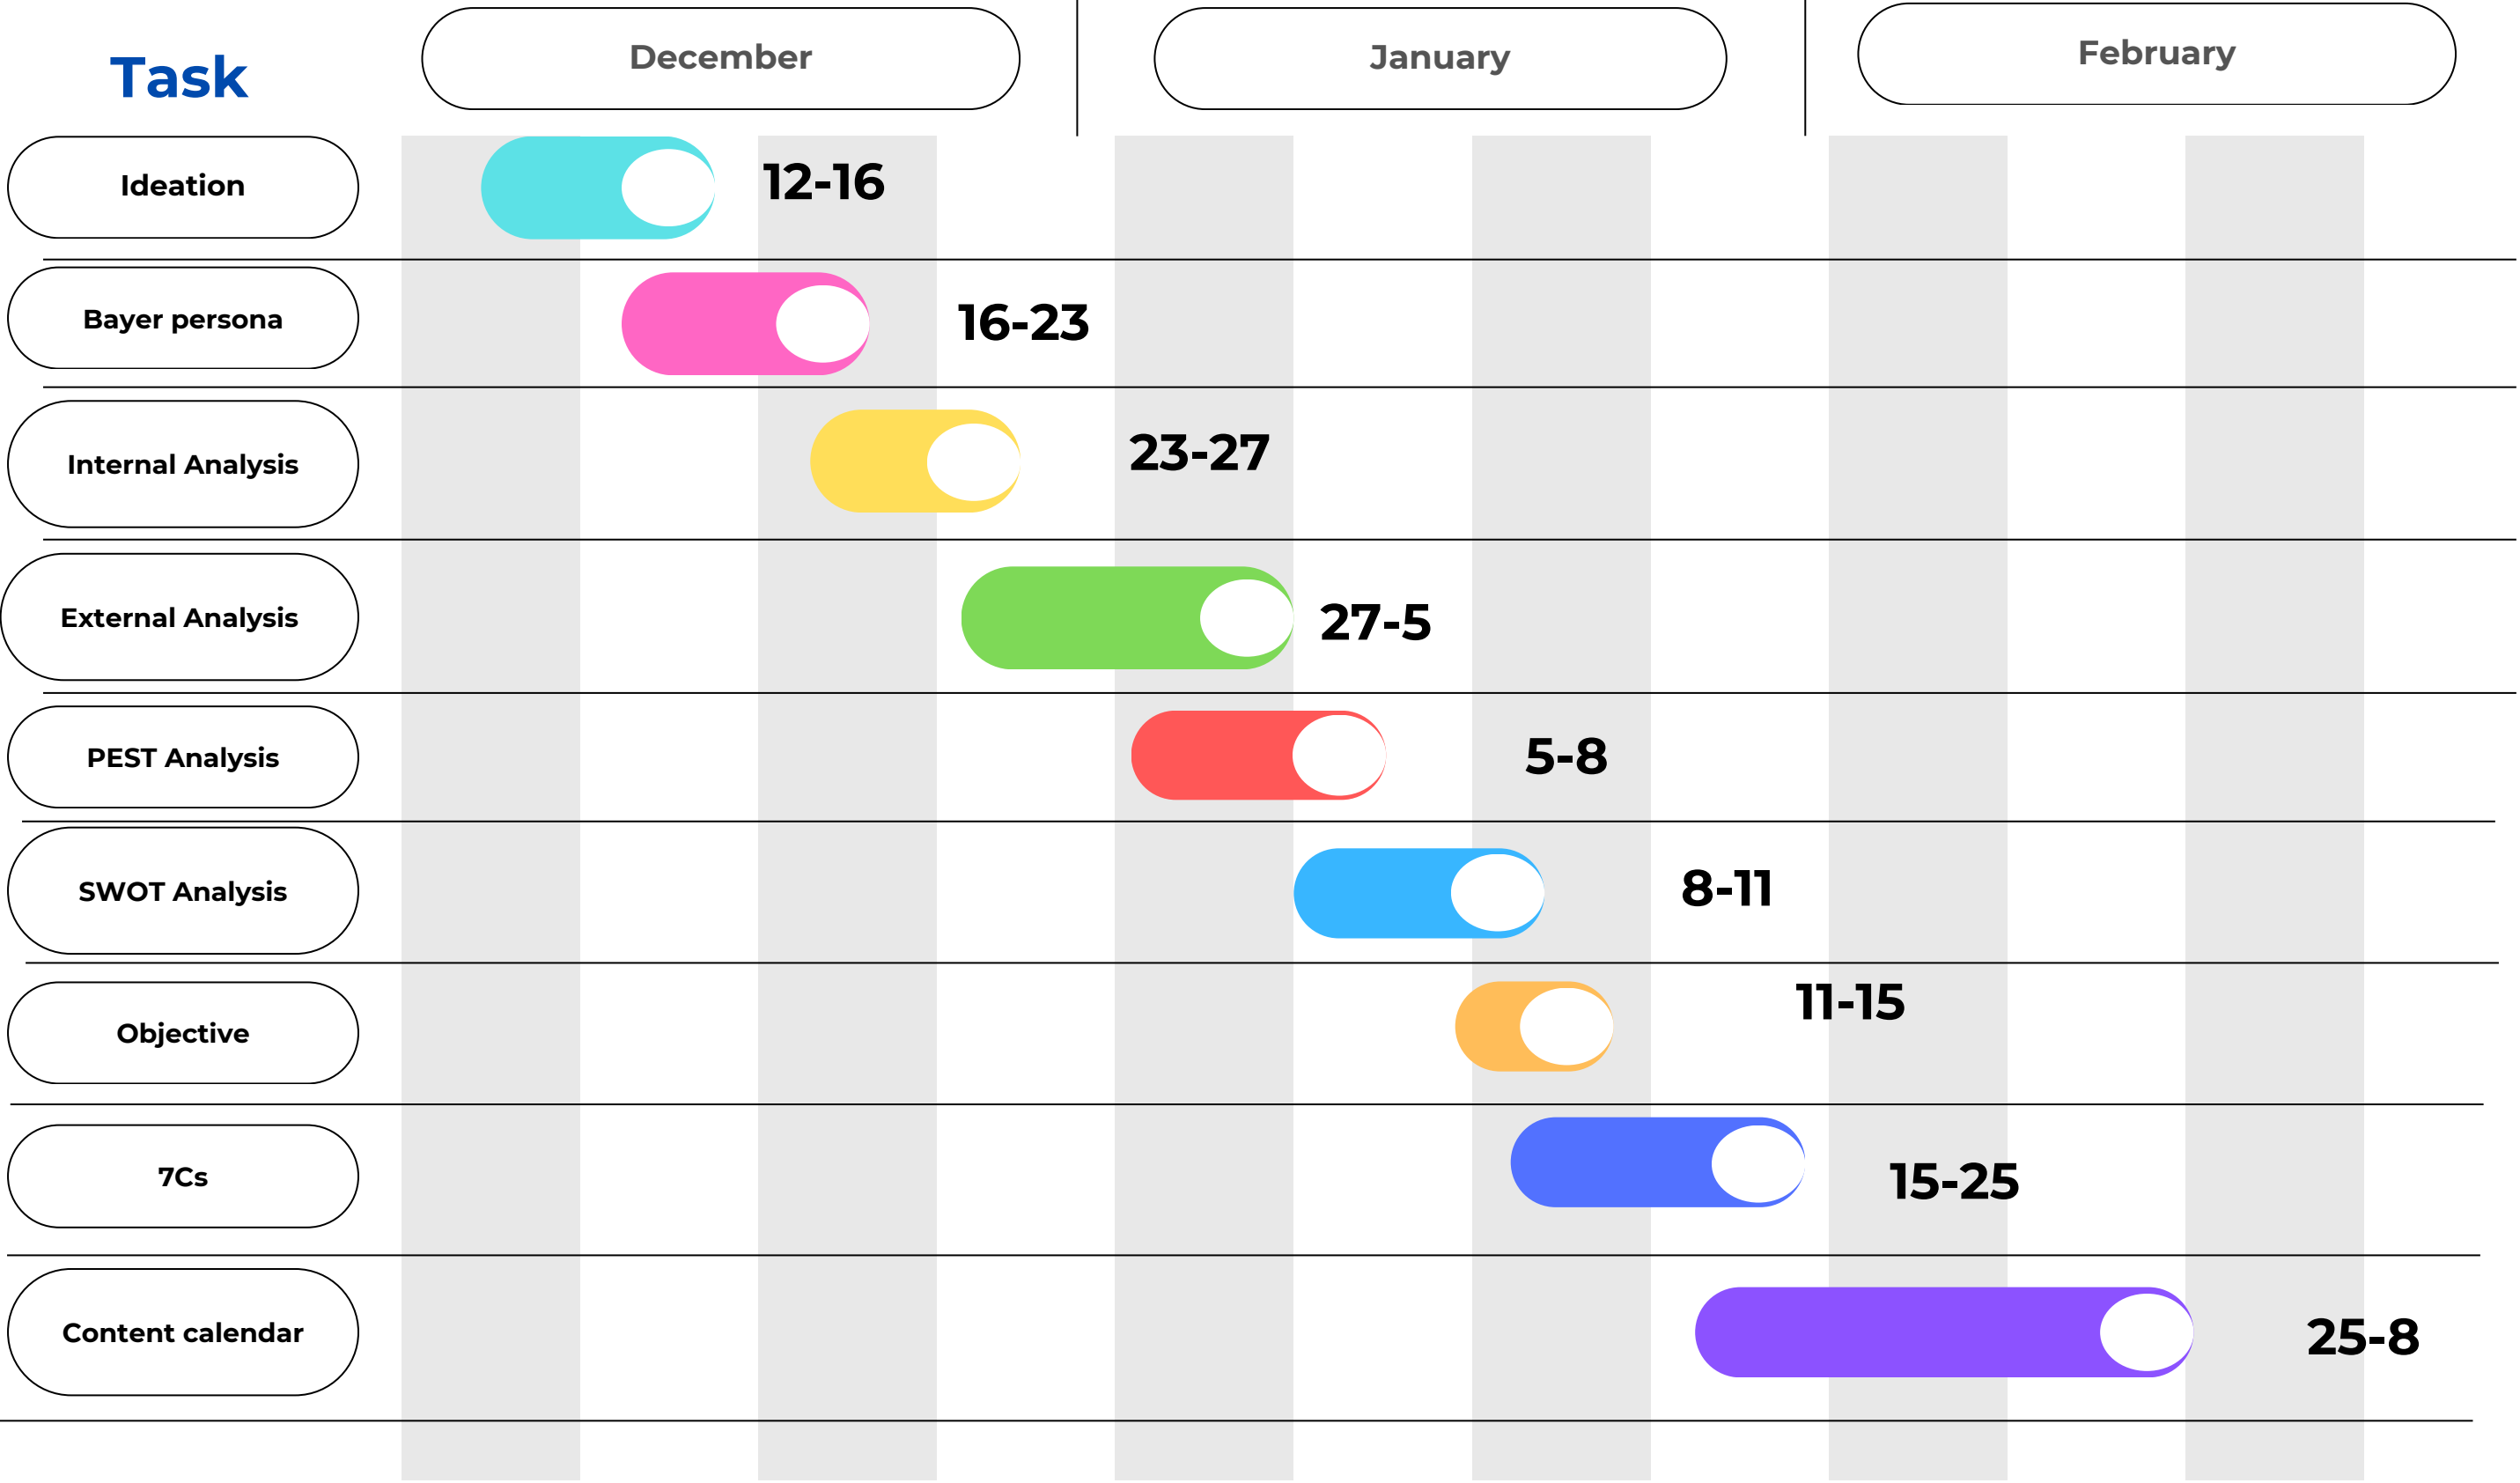 Task
December
January
February
Ideation
12-16
Bayer persona
16-23
Internal Analysis
23-27
External Analysis
27-5
PEST Analysis
5-8
SWOT Analysis
8-11
Objective
11-15
7Cs
15-25
Content calendar
25-8